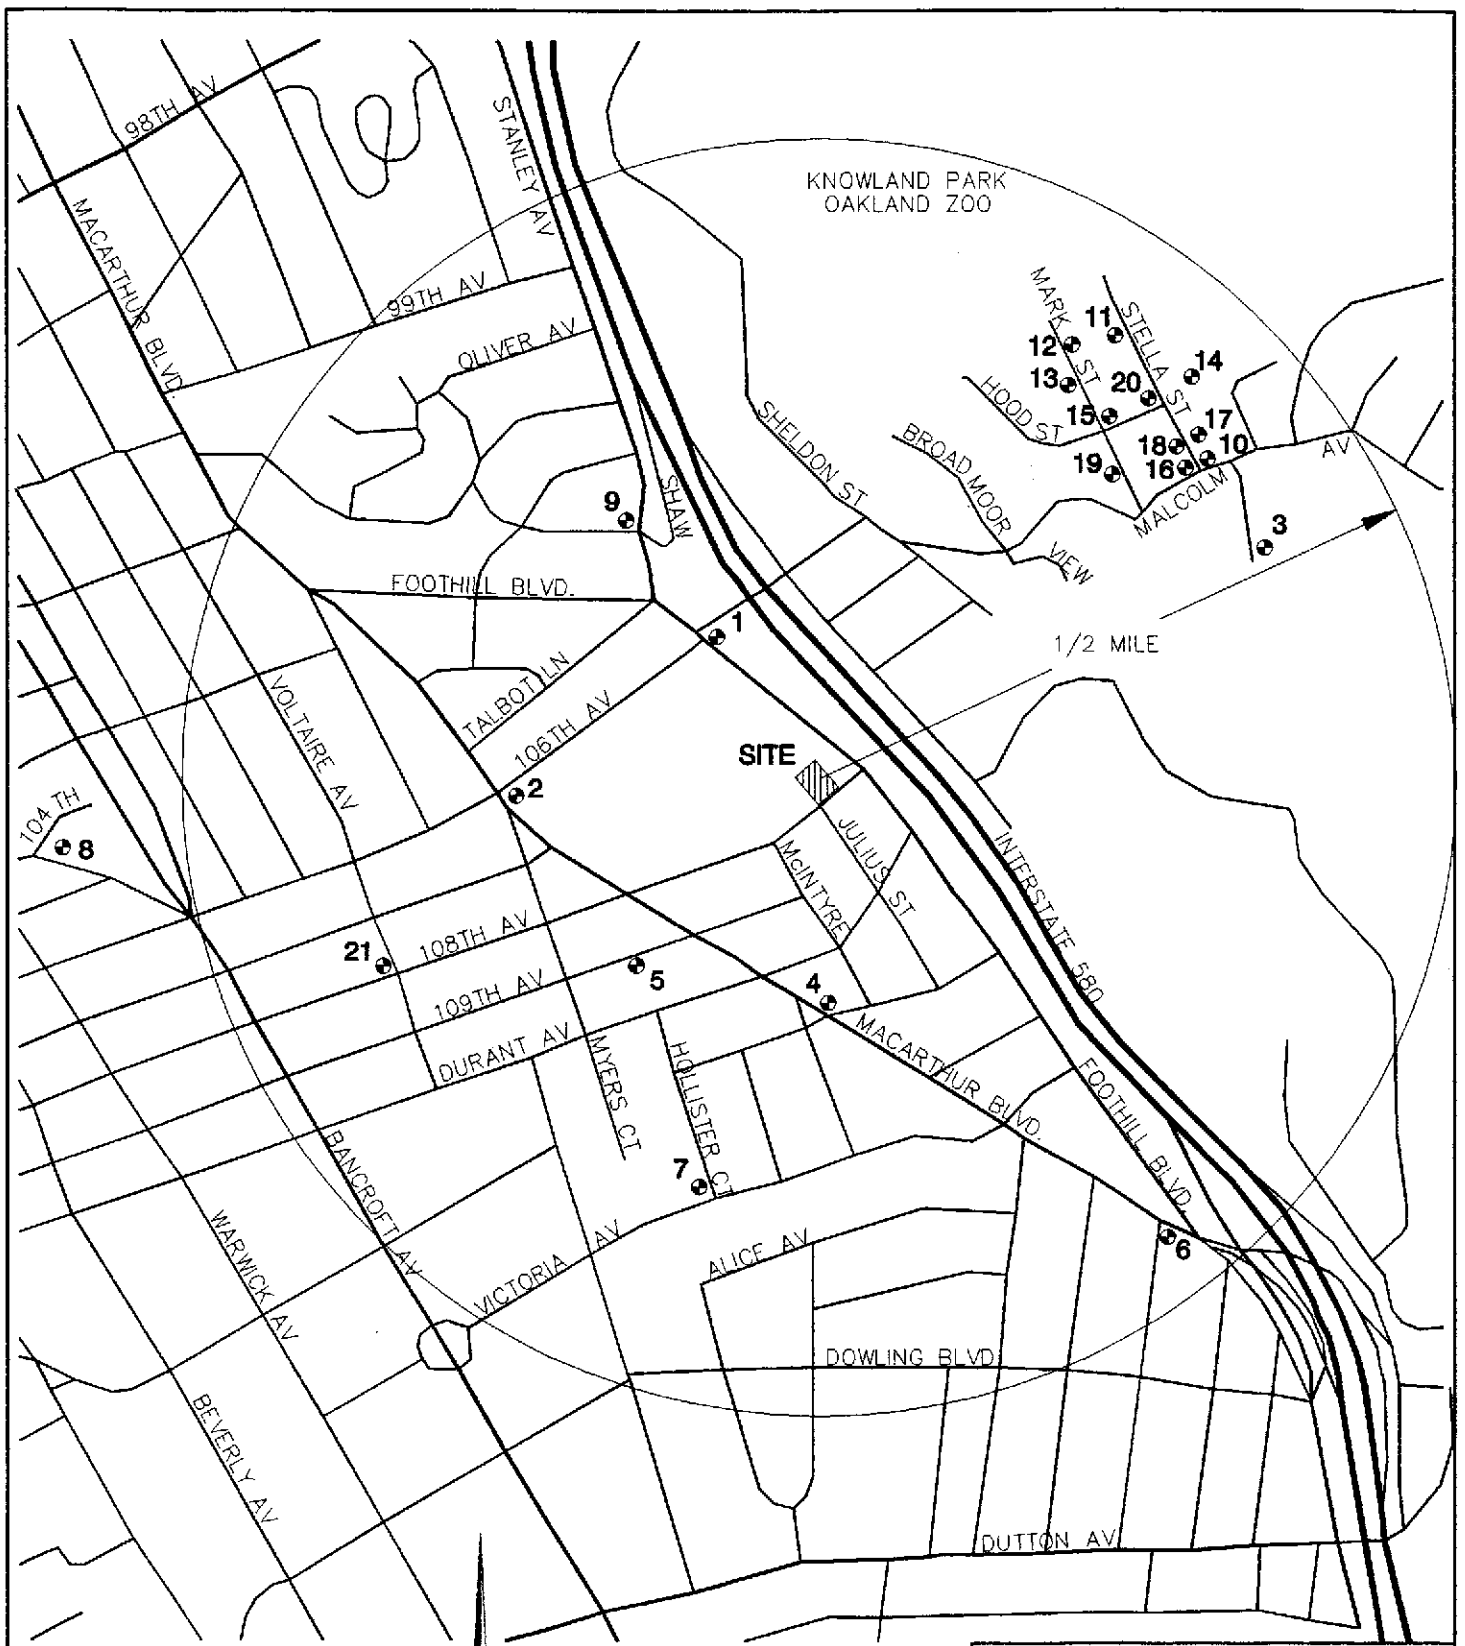 98TH AV
STANLEY AV
MACARTHUR BLVD.
KNOWLAND PARK
OAKLAND ZOO
99TH AV
OLIVER AV
MARK ST
STELLA ST
11
12
13
14
20
15
HOOD ST
17
18
10
16
19
SHELDON ST
BROADMOOR
VIEW
MALCOLM
AV
SHAW
9
3
FOOTHILL BLVD.
1
1/2 MILE
TALBOT LN
106TH AV
VOLTAIRE AV
SITE
2
104 TH
8
JULIUS ST
McINTYRE
INTERSTATE 580
108TH AV
21
109TH AV
5
4
DURANT AV
MYERS CT
HOLLISTER CT
MACARTHUR BLVD.
FOOTHILL BLVD.
BANCROFT AV
7
WARWICK AV
VICTORIA AV
ALICE AV
6
DOWLING BLVD
BEVERLY AV
DUTTON AV